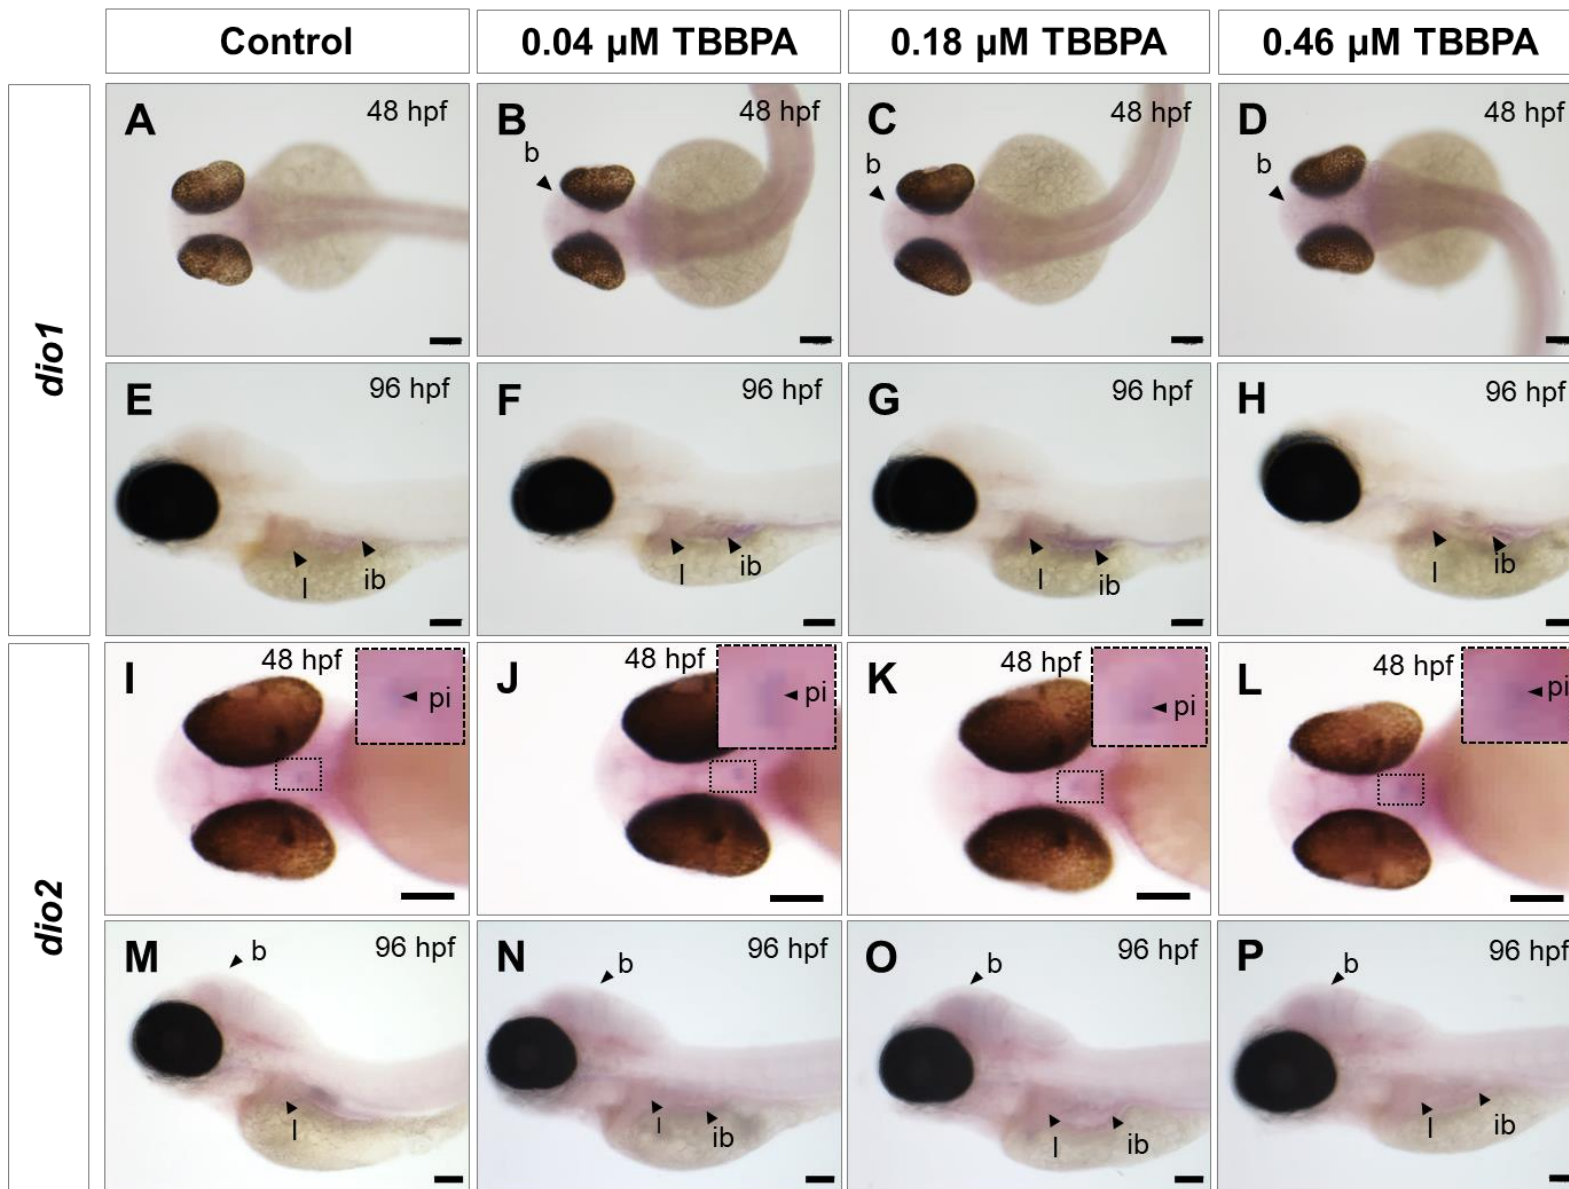 Control
0.04 µM TBBPA
0.18 µM TBBPA
0.46 µM TBBPA
dio1
A
48 hpf
B
48 hpf
b
C
48 hpf
b
D
48 hpf
b
E
96 hpf
l
ib
F
96 hpf
l
ib
G
96 hpf
l
ib
H
96 hpf
l
ib
dio2
I
48 hpf
pi
J
48 hpf
pi
K
48 hpf
pi
L
48 hpf
pi
M
96 hpf
b
l
N
96 hpf
b
l
ib
O
96 hpf
b
l
ib
P
96 hpf
b
l
ib